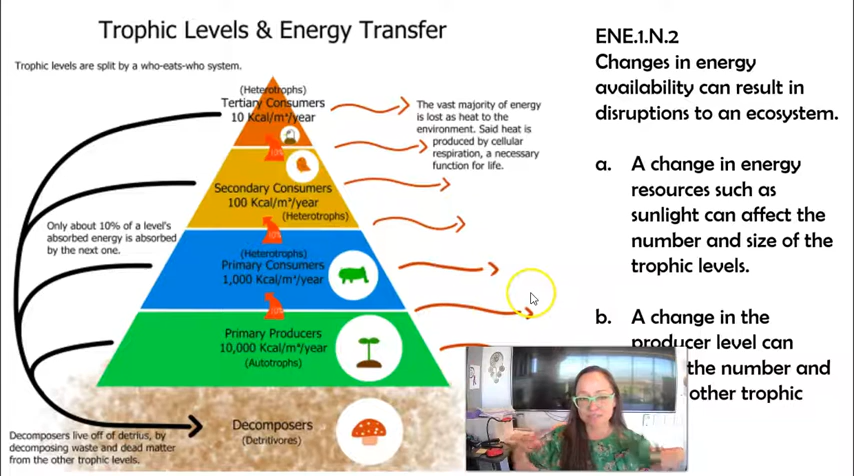 Trophic Levels & Energy Transfer
Trophic levels are split by a who-eats-who system.
(Heterotrophs)
Tertiary Consumers
10 Kcal/m²/year
The vast majority of energy
is lost as heat to the
environment. Said heat is
produced by cellular
respiration, a necessary
function for life.
10%
Secondary Consumers
100 Kcal/m²/year
(Heterotrophs)
Only about 10% of a level's
absorbed energy is absorbed
by the next one.
10%
(Heterotrophs)
Primary Consumers
1,000 Kcal/m²/year
10%
Primary Producers
10,000 Kcal/m²/year
(Autotrophs)
Decomposers
(Detritivores)
Decomposers live off of detrius, by
decomposing waste and dead matter
from the other trophic levels.
ENE.1.N.2
Changes in energy
availability can result in
disruptions to an ecosystem.
a. A change in energy
resources such as
sunlight can affect the
number and size of the
trophic levels.
b. A change in the
producer level can
the number and
other trophic